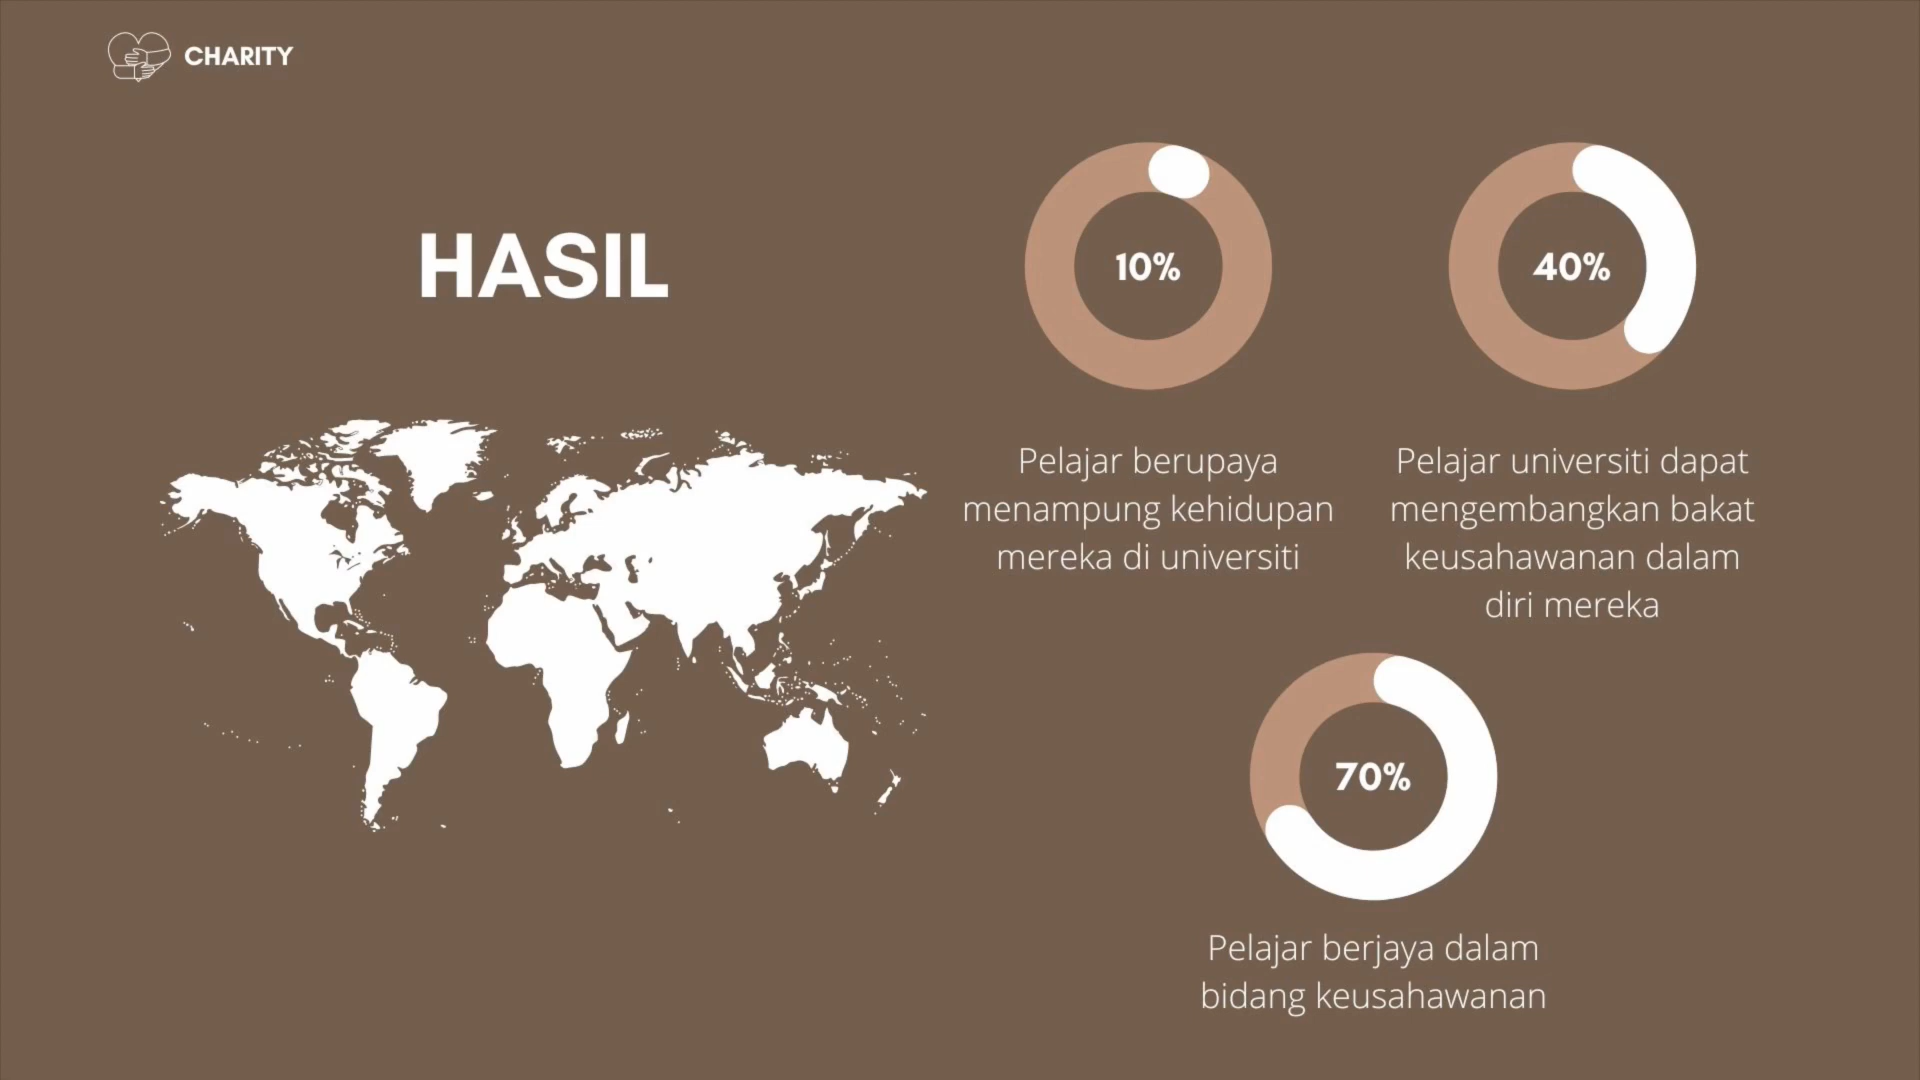 CHARITY
HASIL
10%
Pelajar berupaya
menampung kehidupan
mereka di universiti
40%
Pelajar universiti dapat
mengembangkan bakat
keusahawanan dalam
diri mereka
70%
Pelajar berjaya dalam
bidang keusahawanan